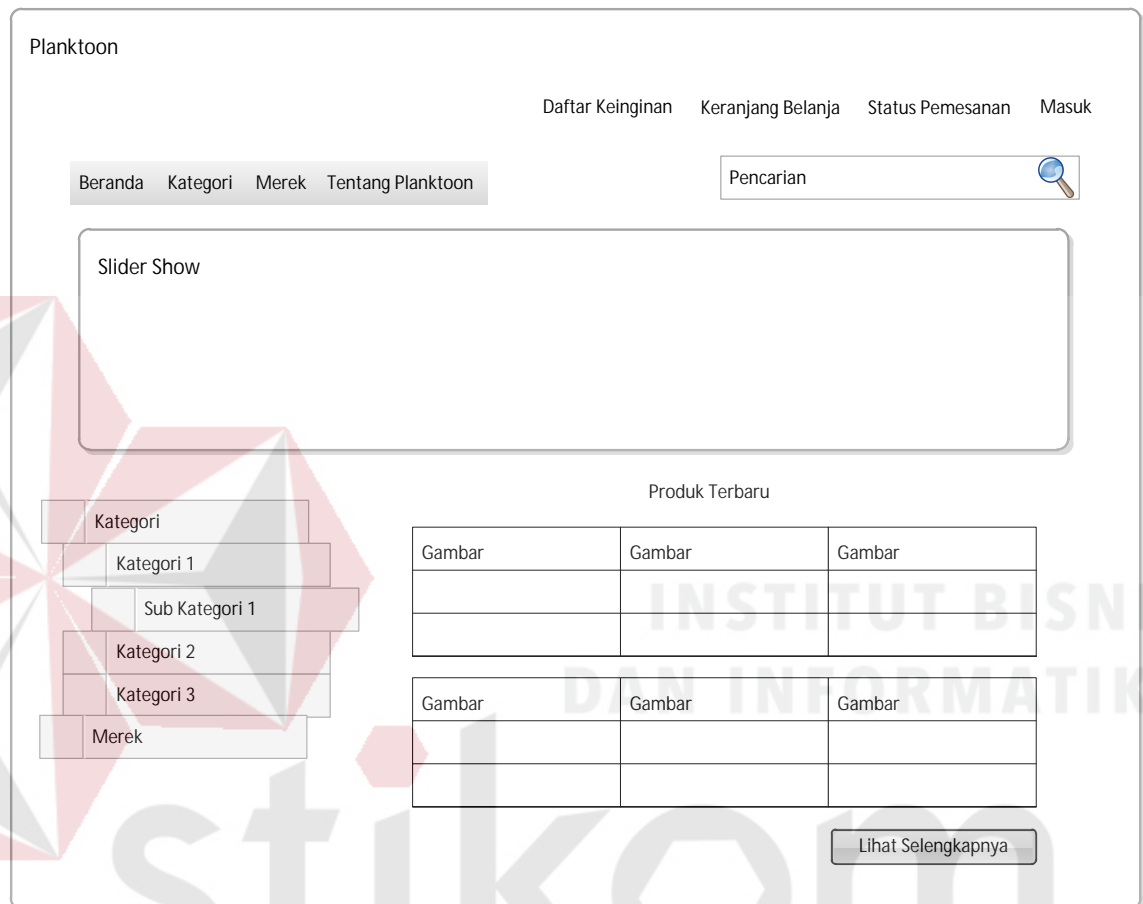 Planktoon
Daftar Keinginan Keranjang Belanja Status Pemesanan Masuk
Beranda Kategori Merek Tentang Planktoon Pencarian
Slider Show
Produk Terbaru
Kategori
Kategori 1
Sub Kategori 1
Kategori 2
Kategori 3
Merek
Gambar Gambar Gambar
Gambar Gambar Gambar
Lihat Selengkapnya
INSTITUT BISN
DAN INFORMATIK
stikom